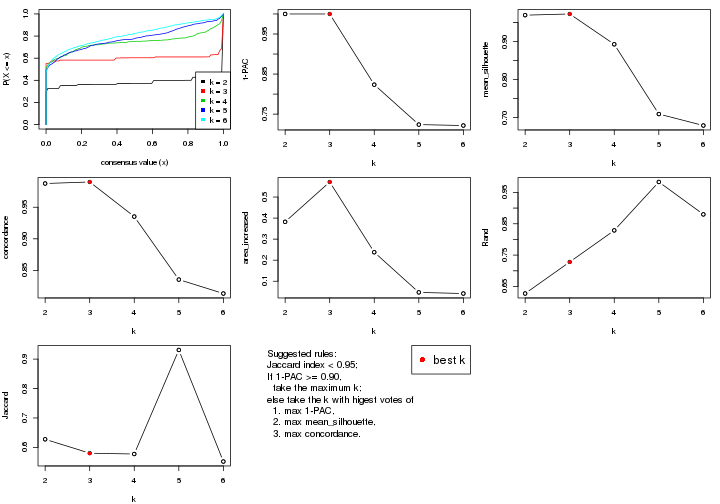 P(X <= x)
0.0 0.2 0.4 0.6 0.8 1.0
0.0 0.2 0.4 0.6 0.8 1.0
consensus value (x)
k = 2
k = 3
k = 4
k = 5
k = 6
1-PAC
0.75 0.85 0.95
2 3 4 5 6
k
mean_silhouette
0.70 0.80 0.90
2 3 4 5 6
k
concordance
0.85 0.90 0.95
2 3 4 5 6
k
area_increased
0.1 0.2 0.3 0.4 0.5
2 3 4 5 6
k
Rand
0.65 0.75 0.85 0.95
2 3 4 5 6
k
Jaccard
0.6 0.7 0.8 0.9
2 3 4 5 6
k
Suggested rules:
Jaccard index < 0.95;
If 1-PAC >= 0.90,
take the maximum k;
else take the k with higest votes of
1. max 1-PAC,
2. max mean_silhouette,
3. max concordance.
best k